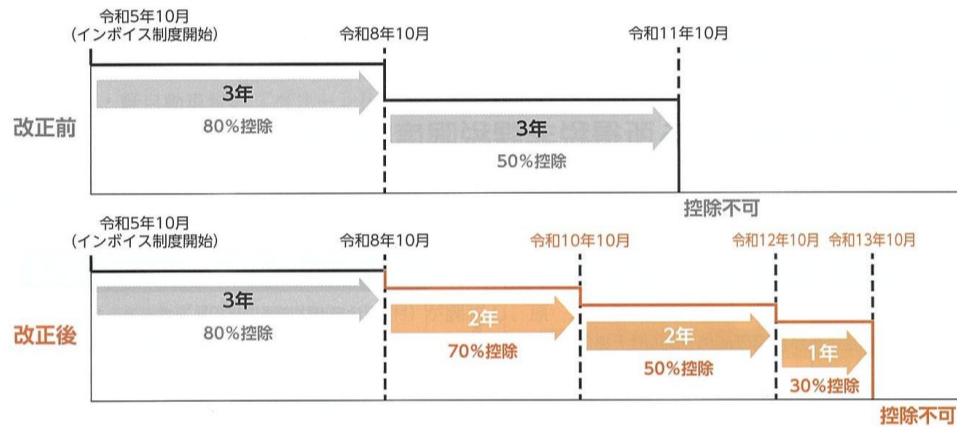 令和5年10月
(インボイス制度開始)
令和8年10月
令和11年10月
改正前
3年
80%控除
3年
50%控除
控除不可
令和5年10月
(インボイス制度開始)
令和8年10月
令和10年10月
令和12年10月
令和13年10月
改正後
3年
80%控除
2年
70%控除
2年
50%控除
1年
30%控除
控除不可